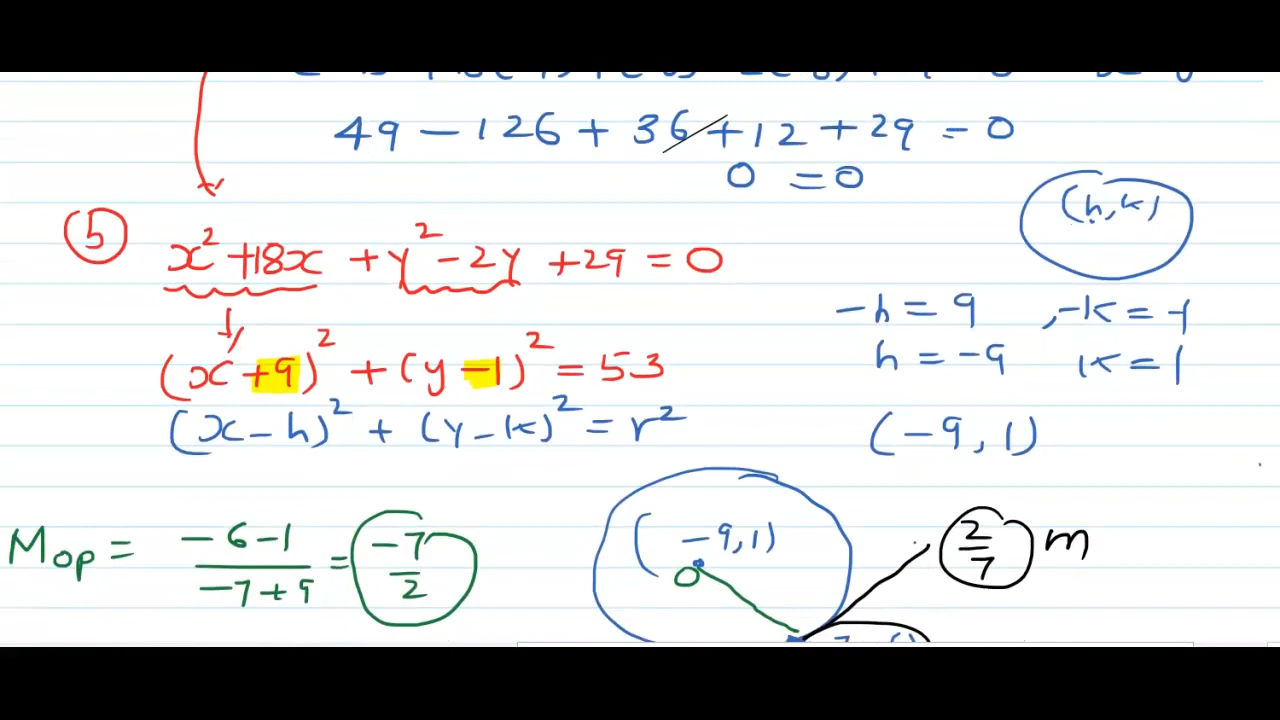 49 - 126 + 36 + 12 + 29 = 0
0 = 0
(h,k)
5 x² + 18x + y² - 2y + 29 = 0
-h = 9 , -k = -1
(x + 9)² + (y - 1)² = 53
h = -9 k = 1
(x - h)² + (y - k)² = r²
(-9, 1)
Mop = -6-1 / -7+9 = -7/2
(-9,1)
O
2/7 m